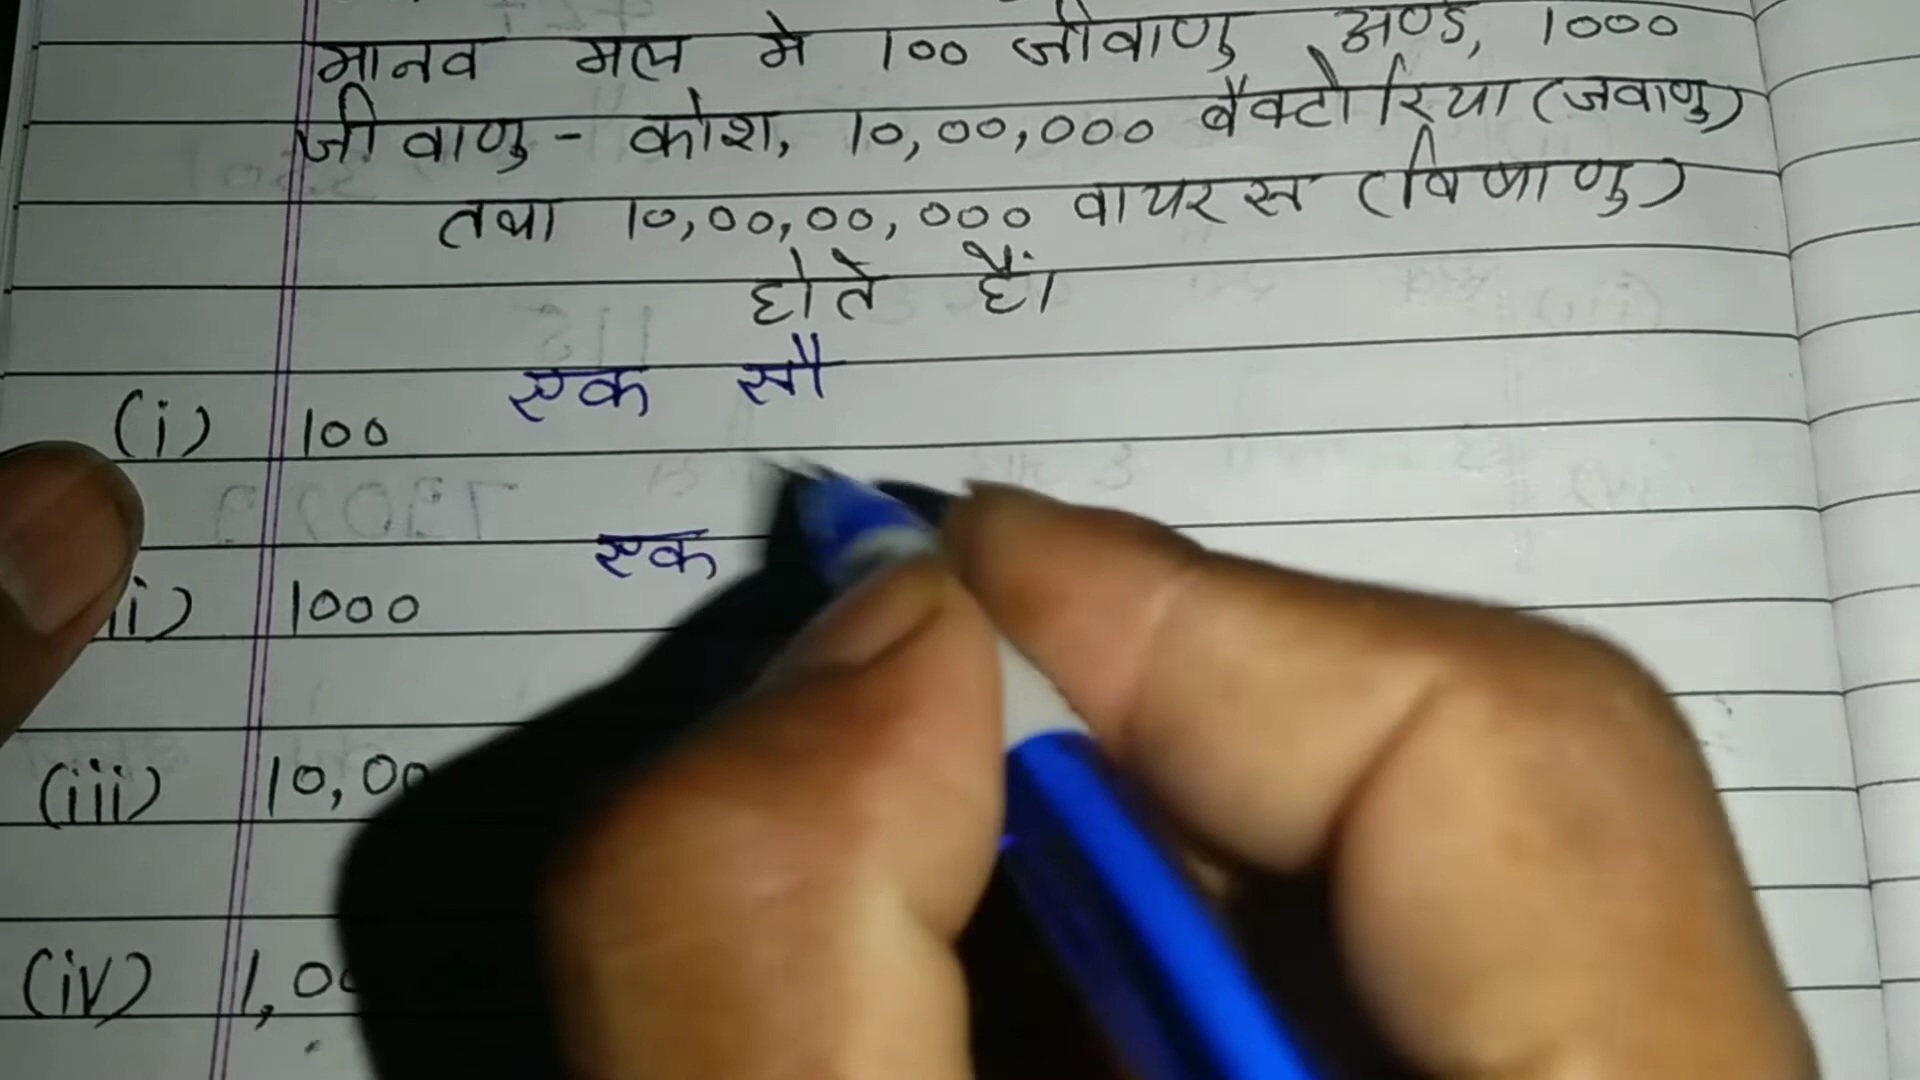 मानव मल मे 100 जीवाणु अण्ड, 1000
जीवाणु - कोश, 10,00,000 बैक्टीरिया (जवाणु)
तथा 10,00,00,000 वायरस (विषाणु)
होते हैं।
एक सौ
(i) 100
एक
ii) 1000
(iii) 10,00
(iv) 1,00